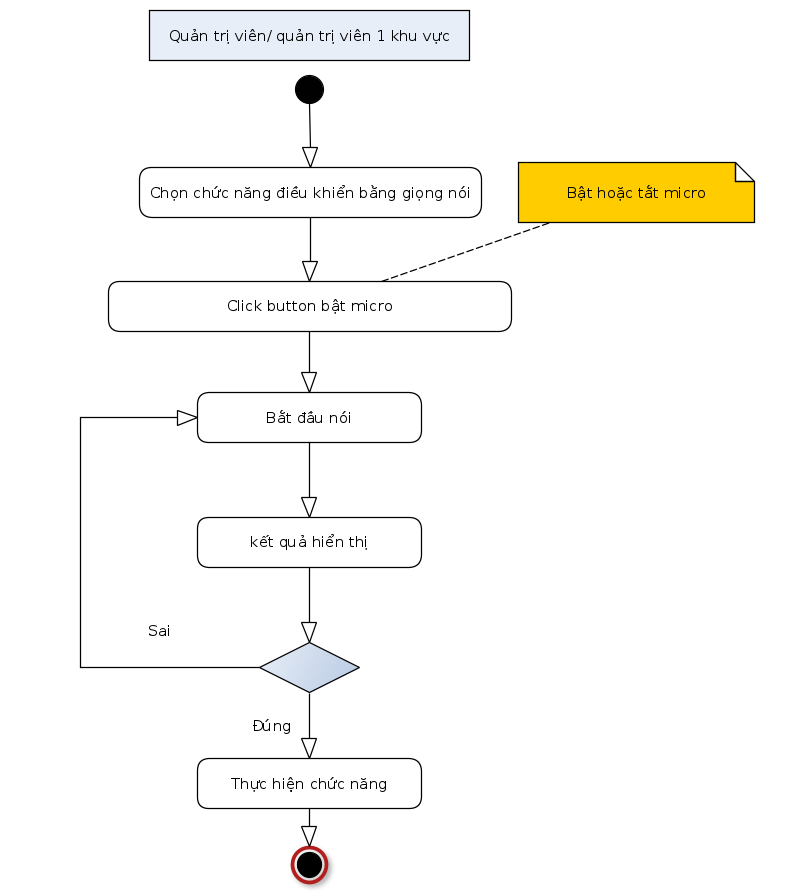 Quản trị viên/ quản trị viên 1 khu vực
Chọn chức năng điều khiển bằng giọng nói
Bật hoặc tắt micro
Click button bật micro
Bắt đầu nói
kết quả hiển thị
Sai
Đúng
Thực hiện chức năng